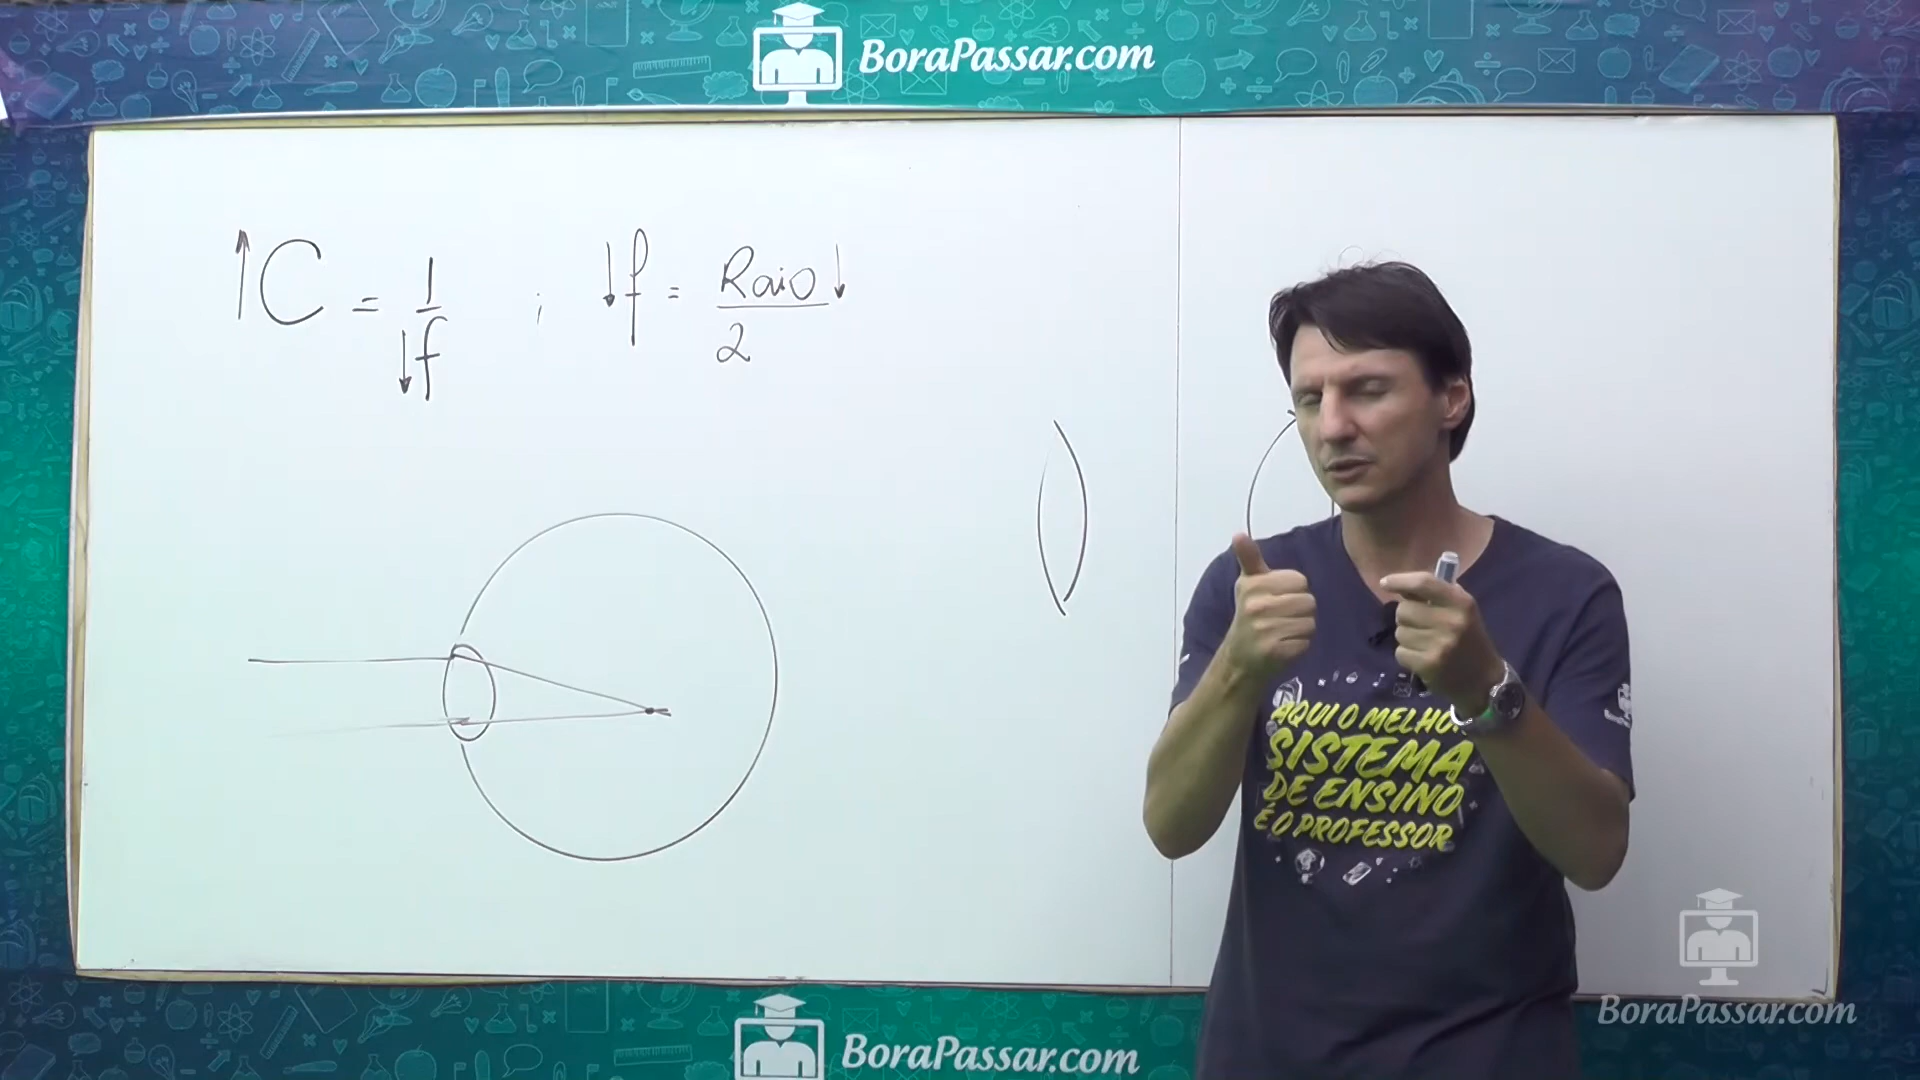 BoraPassar.com
↑C = 1/↓f ; ↓f = Raio↓/2
AQUI O MELHOR
SISTEMA
DE ENSINO
É O PROFESSOR
BoraPassar.com
BoraPassar.com